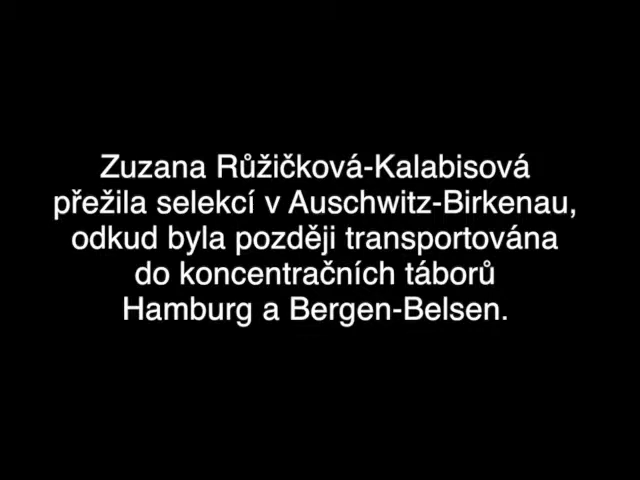 Zuzana Růžičková-Kalabisová
přežila selekcí v Auschwitz-Birkenau,
odkud byla později transportována
do koncentračních táborů
Hamburg a Bergen-Belsen.